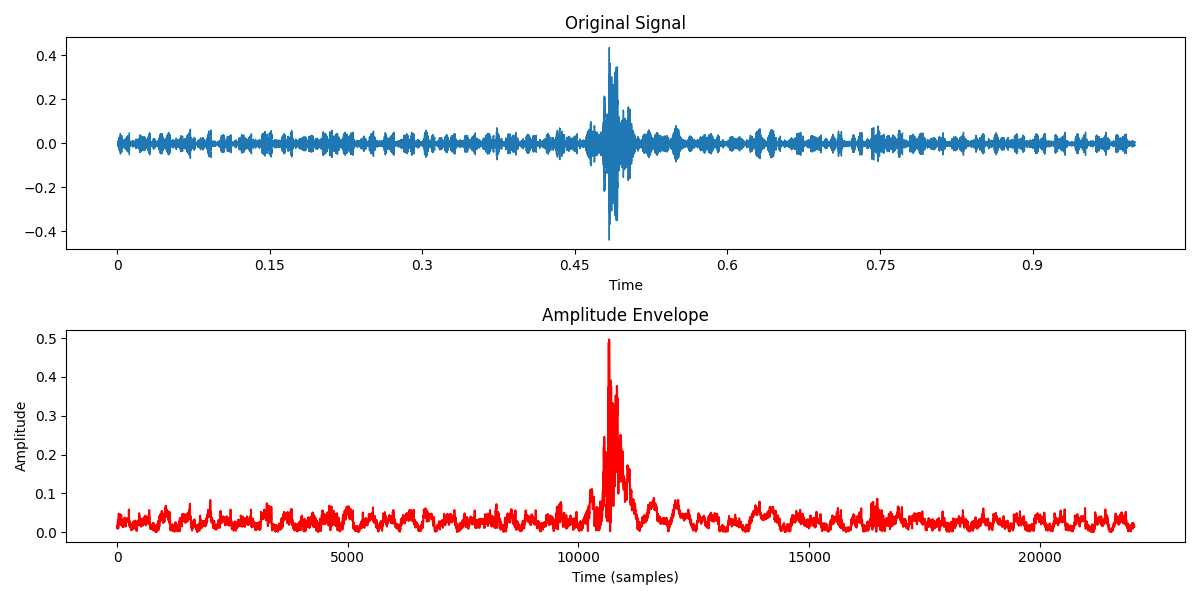 Original Signal
0.4
0.2
0.0
−0.2
−0.4
0 0.15 0.3 0.45 0.6 0.75 0.9
Time
Amplitude Envelope
Amplitude
0.5
0.4
0.3
0.2
0.1
0.0
0 5000 10000 15000 20000
Time (samples)